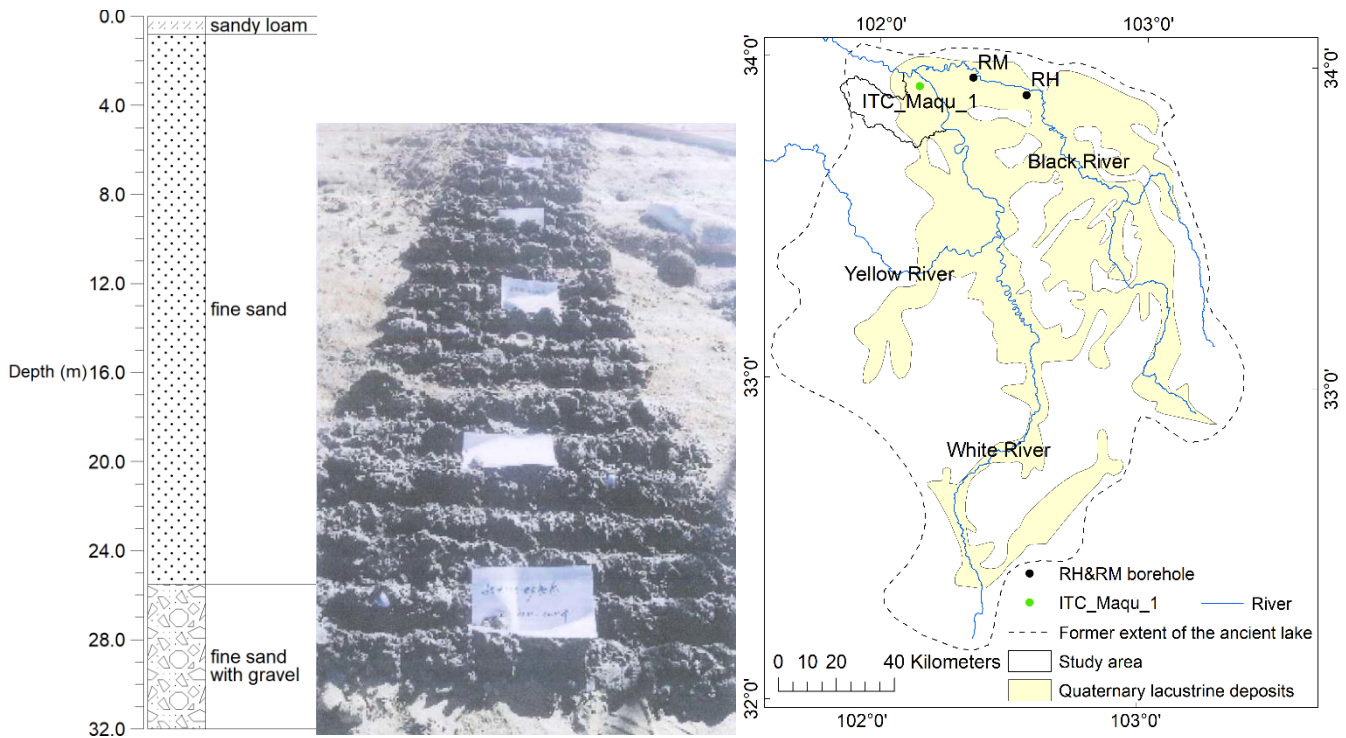 0.0
4.0
8.0
12.0
Depth (m) 16.0
20.0
24.0
28.0
32.0
sandy loam
fine sand
fine sand
with gravel
102°0'
103°0'
34°0'
34°0'
RM
RH
ITC_Maqu_1
Black River
Yellow River
33°0'
33°0'
White River
RH&RM borehole
ITC_Maqu_1
River
Former extent of the ancient lake
0 10 20 40 Kilometers
Study area
Quaternary lacustrine deposits
32°0'
102°0'
103°0'